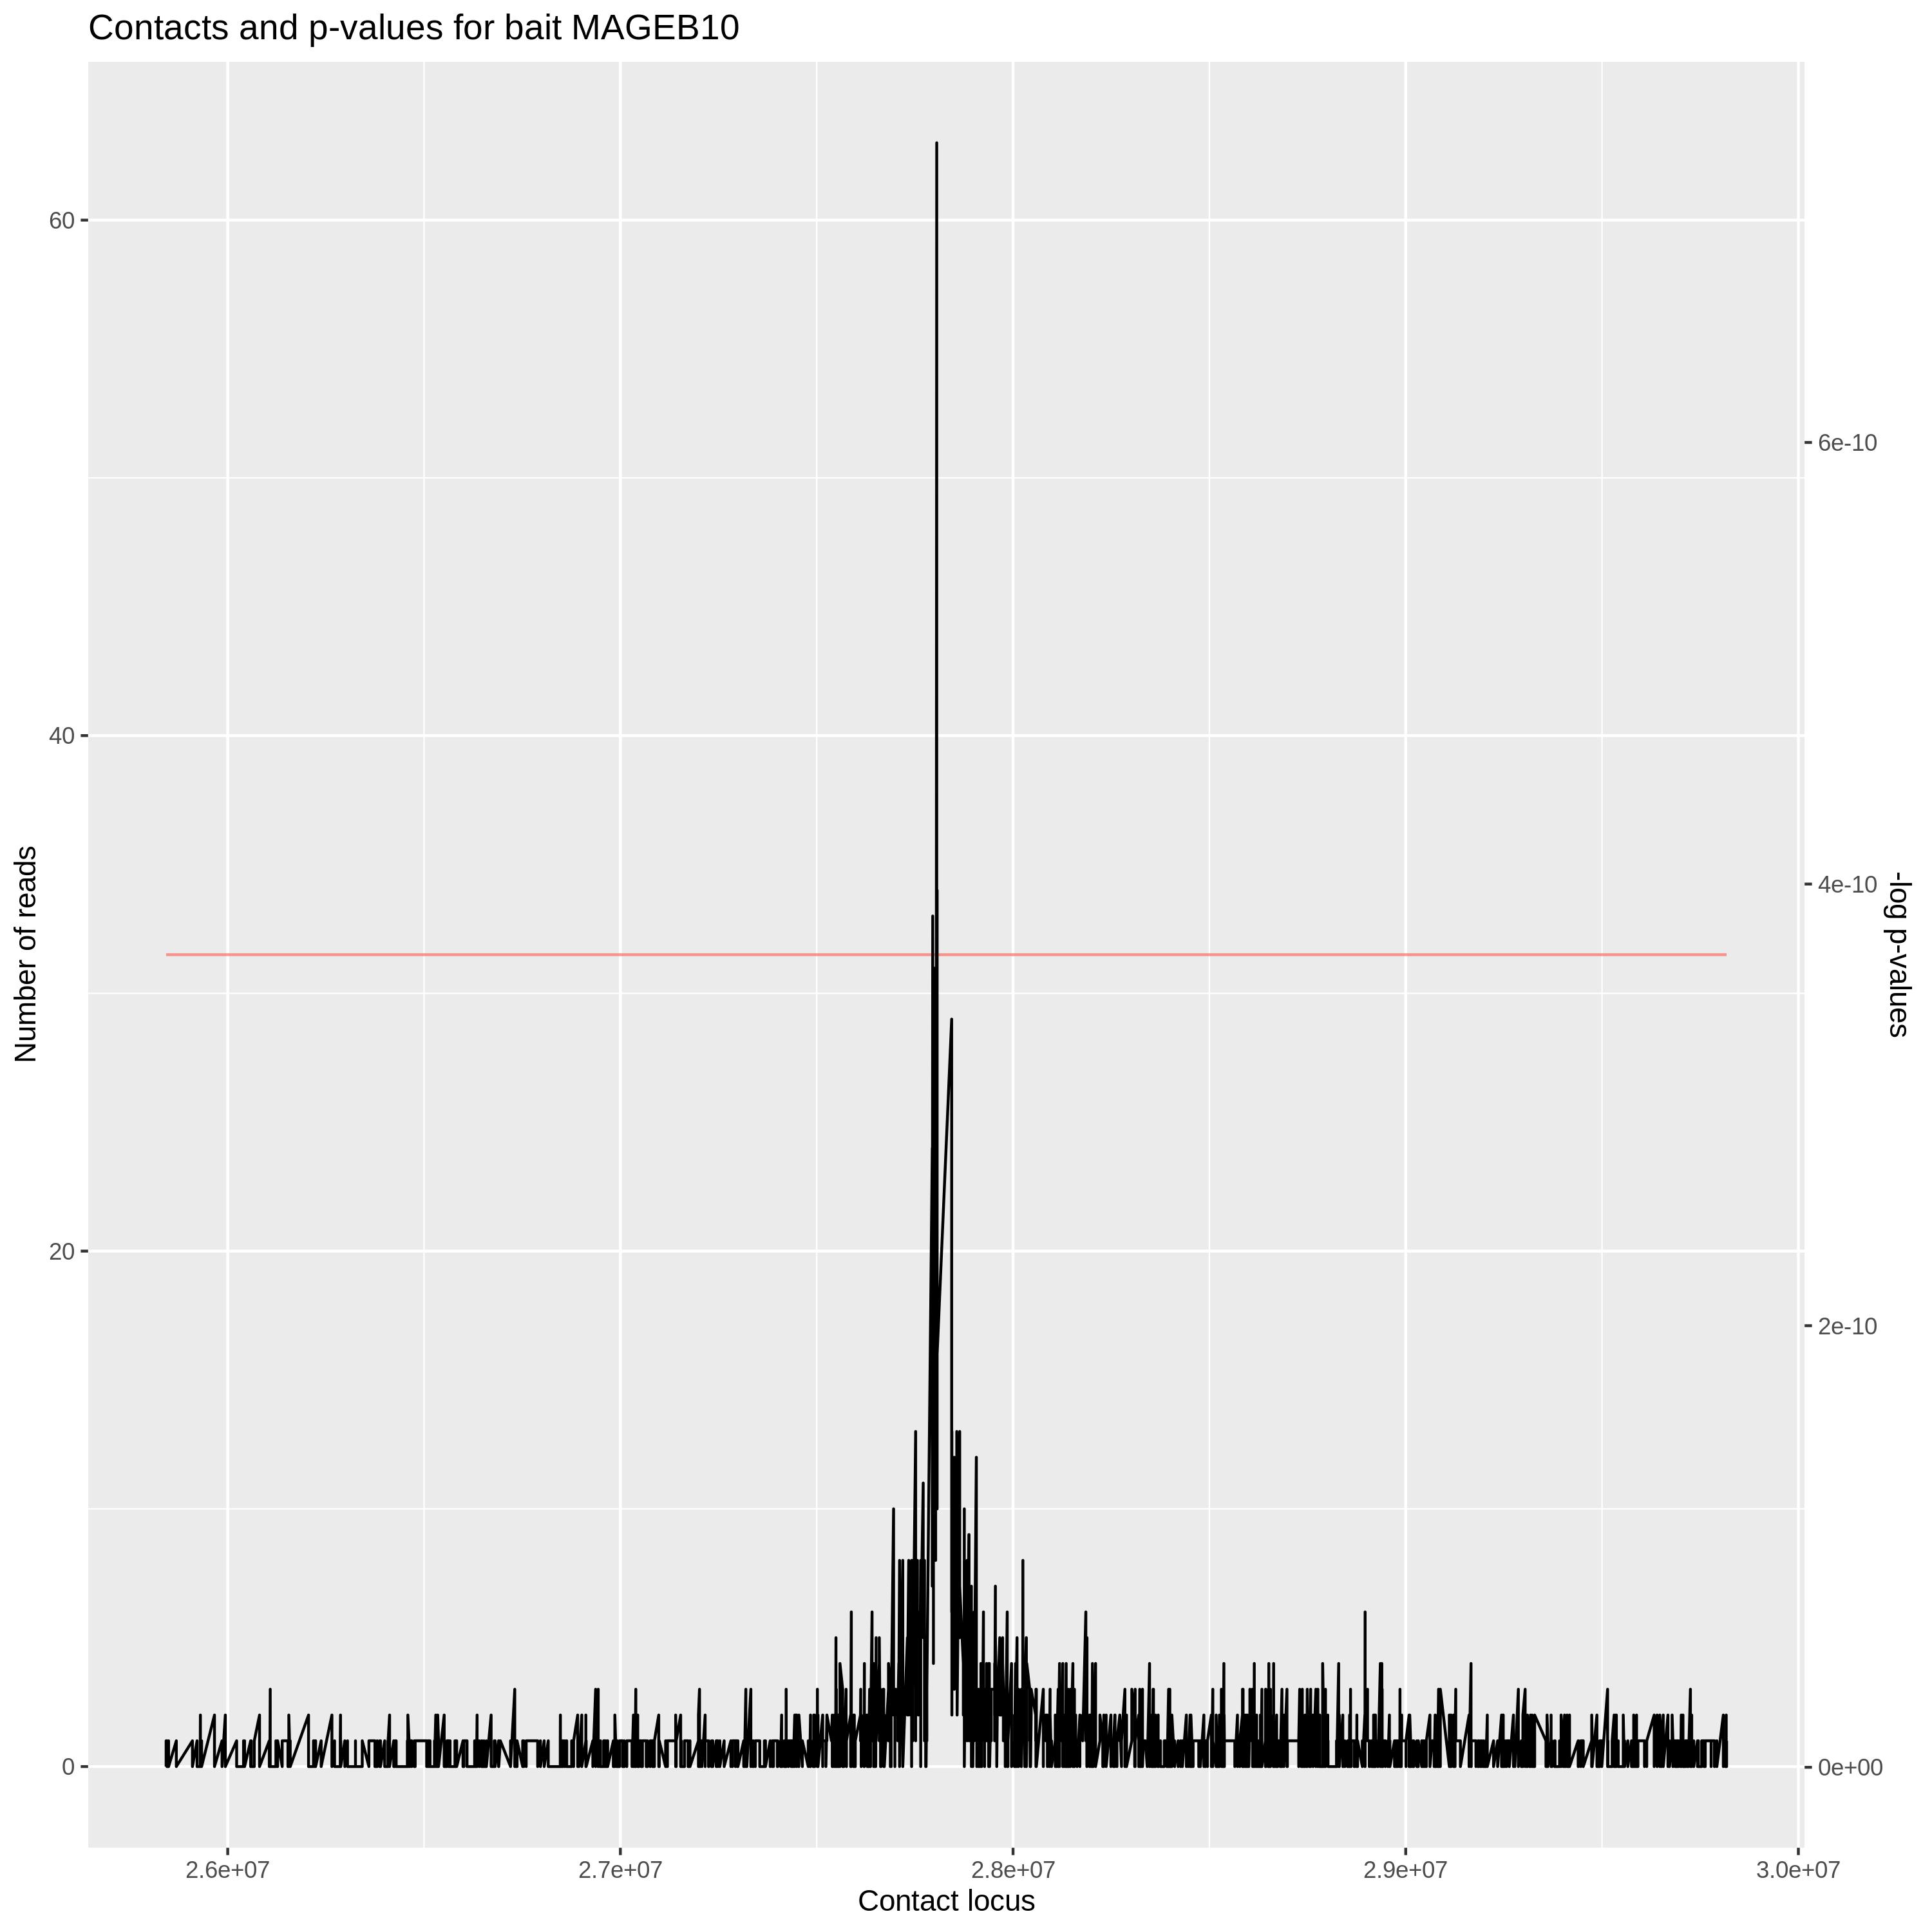 Contacts and p-values for bait MAGEB10
60
40
20
0
Number of reads
6e-10
4e-10
2e-10
0e+00
-log p-values
2.6e+07
2.7e+07
2.8e+07
2.9e+07
3.0e+07
Contact locus